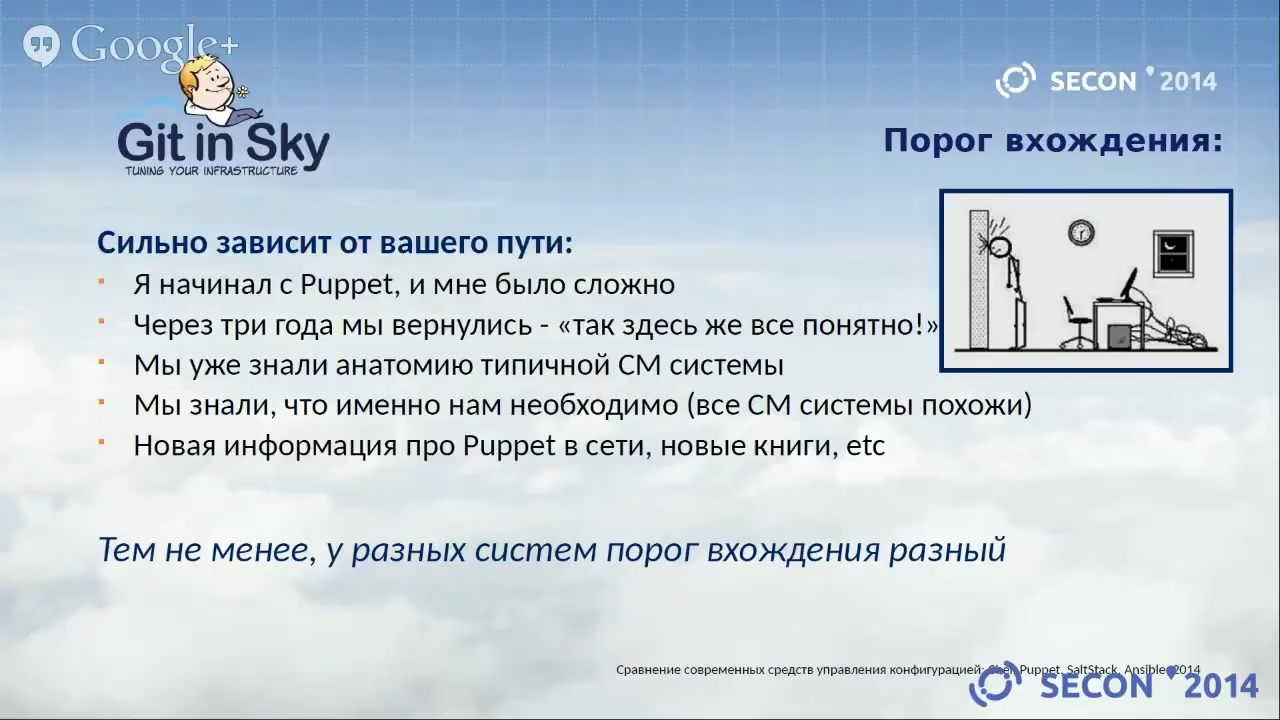 Google+
SECON 2014
Git in Sky
TUNING YOUR INFRASTRUCTURE
Порог вхождения:
Сильно зависит от вашего пути:
Я начинал с Puppet, и мне было сложно
Через три года мы вернулись - «так здесь же все понятно!»
Мы уже знали анатомию типичной СМ системы
Мы знали, что именно нам необходимо (все СМ системы похожи)
Новая информация про Puppet в сети, новые книги, etc
Тем не менее, у разных систем порог вхождения разный
Сравнение современных средств управления конфигурацией: Chef, Puppet, SaltStack, Ansible 2014
SECON 2014